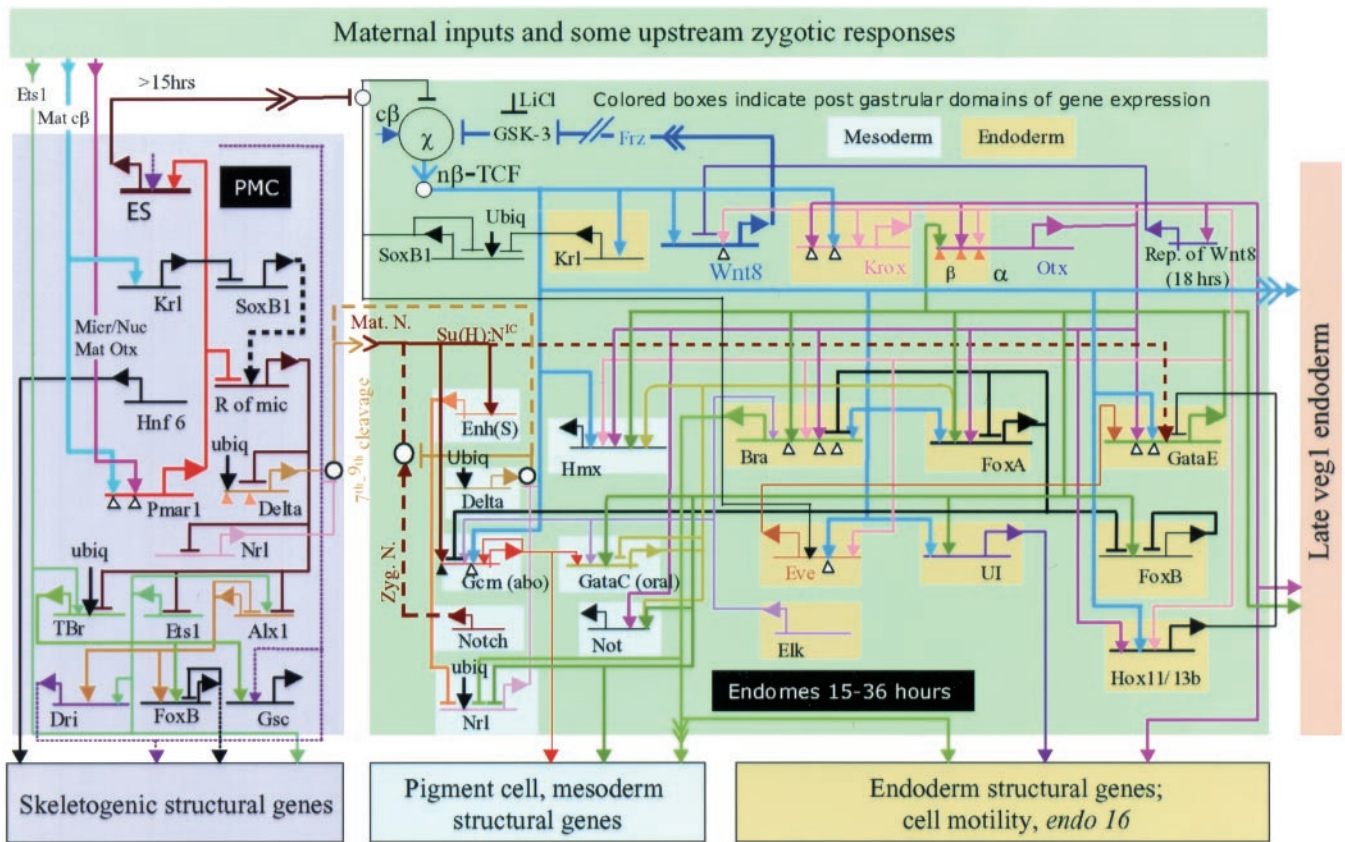 Maternal inputs and some upstream zygotic responses
Ets1
Mat cβ
>15hrs
cβ
χ
LiCl
GSK-3
Frz
Colored boxes indicate post gastrular domains of gene expression
Mesoderm
Endoderm
PMC
ES
nβ-TCF
SoxB1
Ubiq
Krl
Wnt8
Krox
β
α
Otx
Rep. of Wnt8
(18 hrs)
Krl
SoxB1
Micr/Nuc
Mat Otx
Mat. N.
Su(H):N^IC
R of mic
Hnf 6
ubiq
Pmar1
Delta
7th_9th cleavage
Enh(S)
Ubiq
Delta
Hmx
Bra
FoxA
GataE
Nrl
ubiq
TBr
Ets1
Alx1
Zyg. N.
Gcm (abo)
GataC (oral)
Eve
UI
FoxB
Notch
Not
Elk
Hox11/13b
Dri
FoxB
Gsc
ubiq
Nrl
Endomes 15-36 hours
Late veg1 endoderm
Skeletogenic structural genes
Pigment cell, mesoderm
structural genes
Endoderm structural genes;
cell motility, endo 16